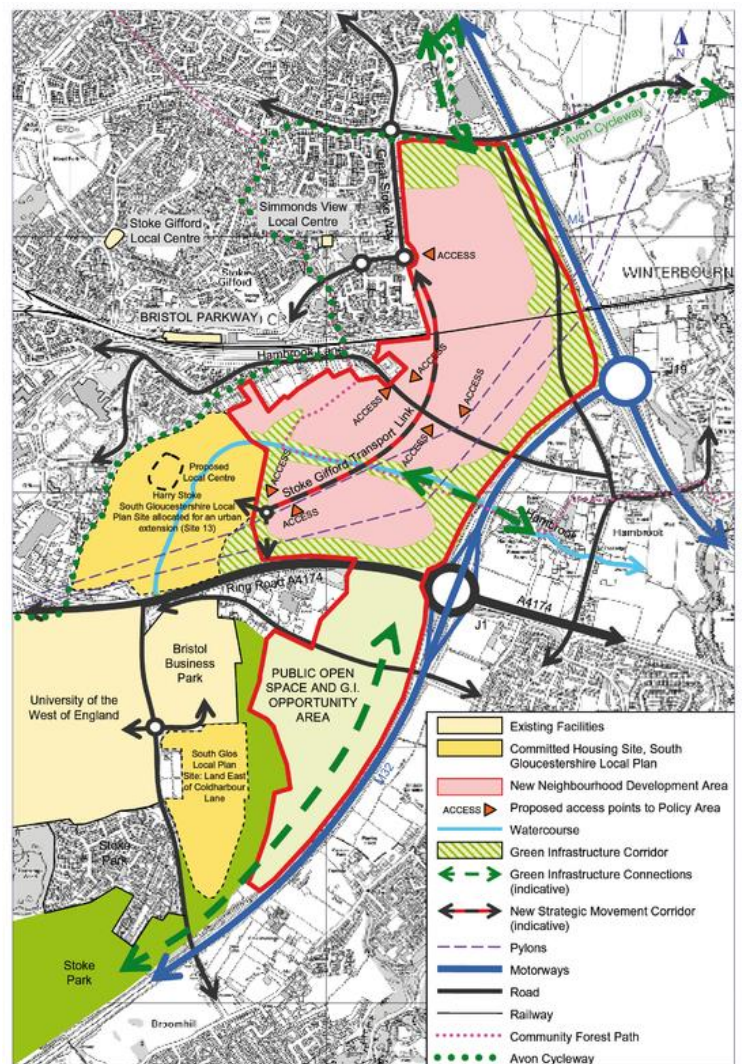 N
Avon Cycleway
Great Stoke Way
M4
Stoke Gifford
Local Centre
Simmonds View
Local Centre
Stoke
Gifford
ACCESS
WINTERBOURN
BRISTOL PARKWAY
Hambrook Lane
J19
ACCESS
ACCESS
ACCESS
ACCESS
Stoke Gifford Transport Link
ACCESS
ACCESS
Proposed
Local Centre
Harry Stoke
South Gloucestershire Local
Plan Site allocated for an urban
extension (Site 13)
Hambrook
Hambrook
Ring Road A4174
A4174
J1
Bristol
Business
Park
University of the
West of England
PUBLIC OPEN
SPACE AND G.I.
OPPORTUNITY
AREA
South Glos
Local Plan
Site: Land East
of Coldharbour
Lane
M32
Stoke
Park
Stoke
Park
Broomhill
Existing Facilities
Committed Housing Site, South
Gloucestershire Local Plan
New Neighbourhood Development Area
ACCESS Proposed access points to Policy Area
Watercourse
Green Infrastructure Corridor
Green Infrastructure Connections
(indicative)
New Strategic Movement Corridor
(indicative)
Pylons
Motorways
Road
Railway
Community Forest Path
Avon Cycleway